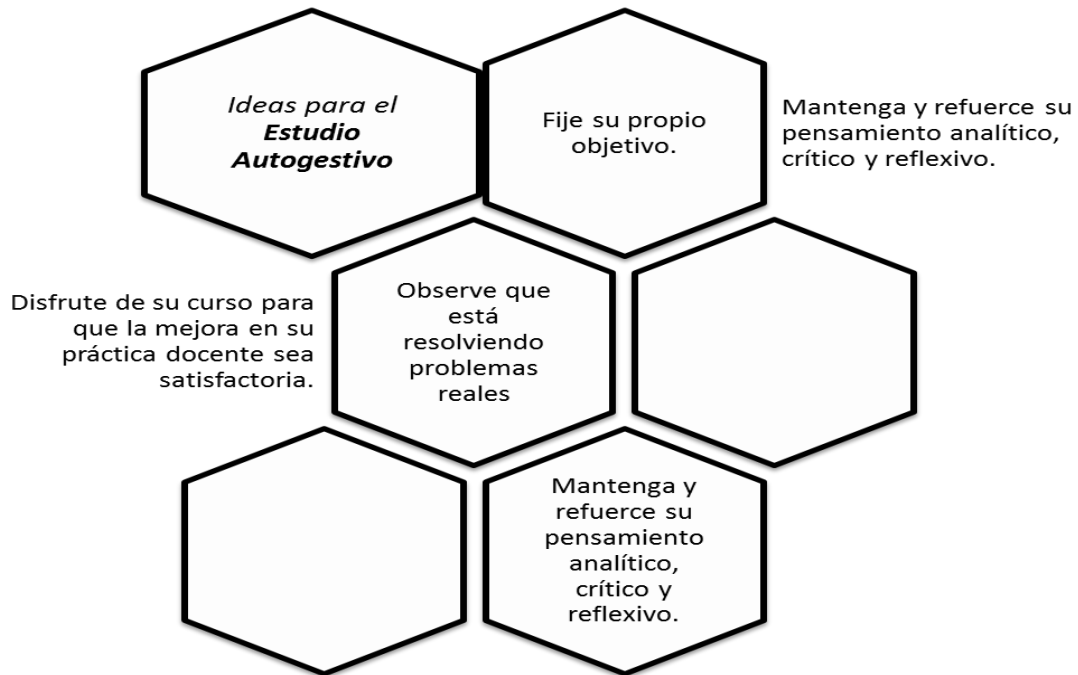 Ideas para el
Estudio
Autogestivo
Fije su propio
objetivo.
Mantenga y refuerce su
pensamiento analítico,
crítico y reflexivo.
Disfrute de su curso para
que la mejora en su
práctica docente sea
satisfactoria.
Observe que
está
resolviendo
problemas
reales
Mantenga y
refuerce su
pensamiento
analítico,
crítico y
reflexivo.